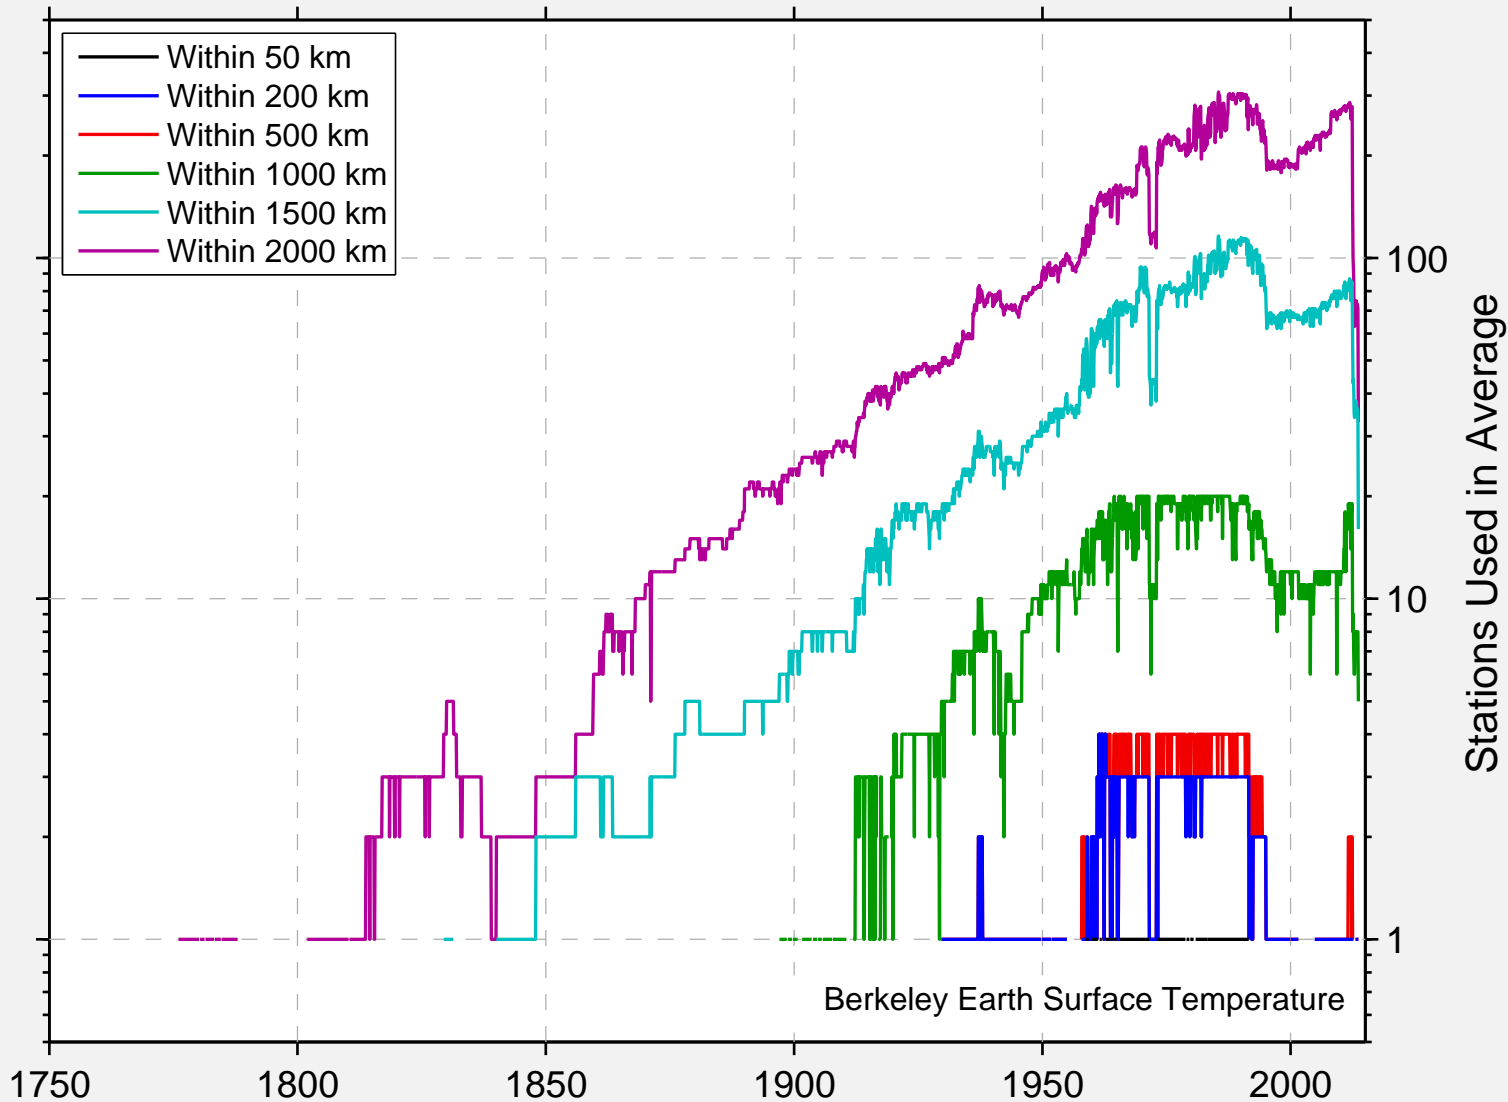 Within 50 km
Within 200 km
Within 500 km
Within 1000 km
Within 1500 km
Within 2000 km
100
10
1
Stations Used in Average
Berkeley Earth Surface Temperature
1750 1800 1850 1900 1950 2000